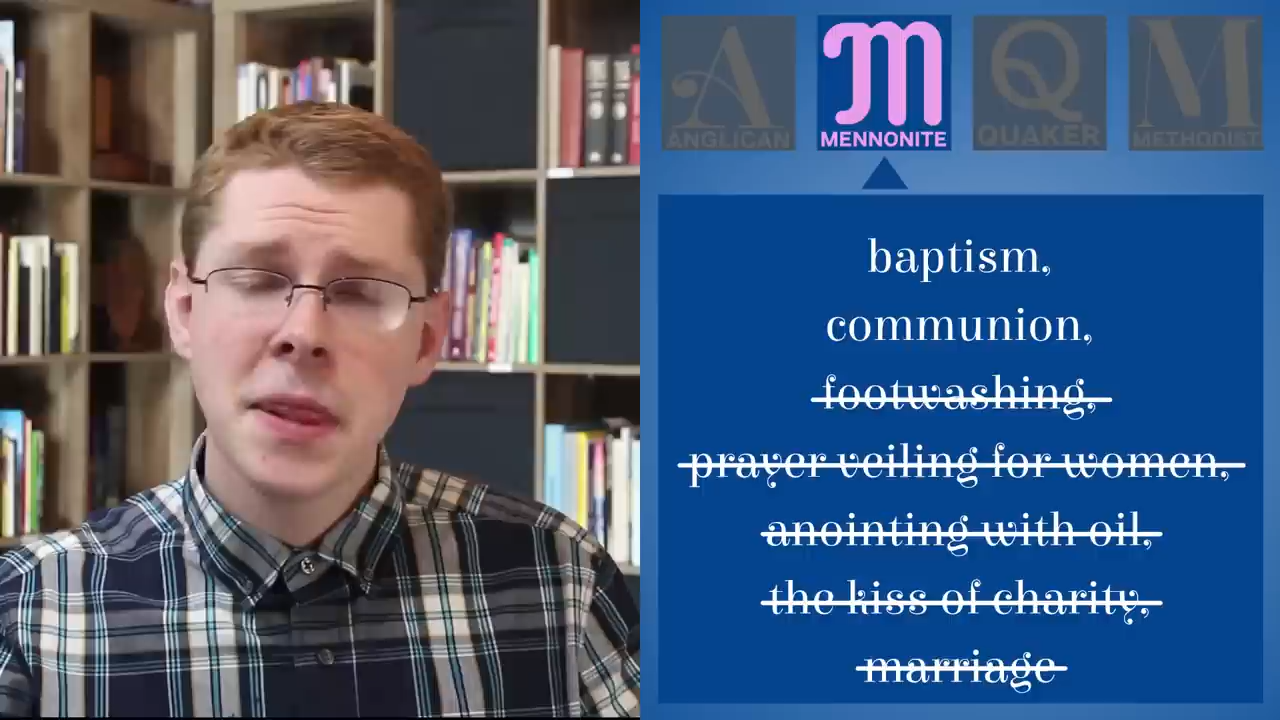 A M Q M
ANGLICAN MENNONITE QUAKER METHODIST
baptism,
communion,
footwashing,
prayer veiling for women,
anointing with oil,
the kiss of charity,
marriage